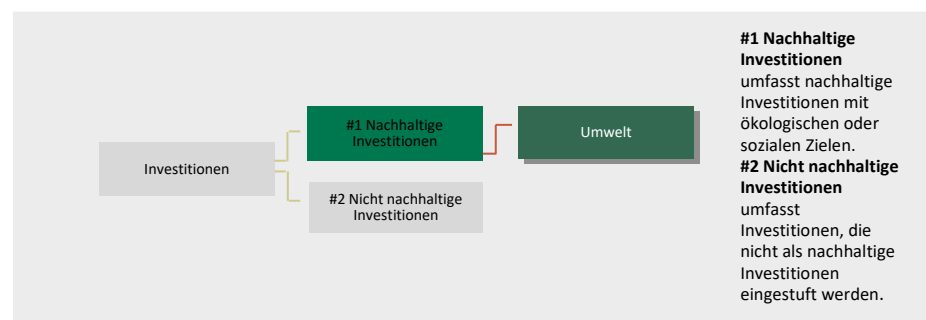 Investitionen
#1 Nachhaltige
Investitionen
#2 Nicht nachhaltige
Investitionen
Umwelt
#1 Nachhaltige
Investitionen
umfasst nachhaltige
Investitionen mit
ökologischen oder
sozialen Zielen.
#2 Nicht nachhaltige
Investitionen
umfasst
Investitionen, die
nicht als nachhaltige
Investitionen
eingestuft werden.